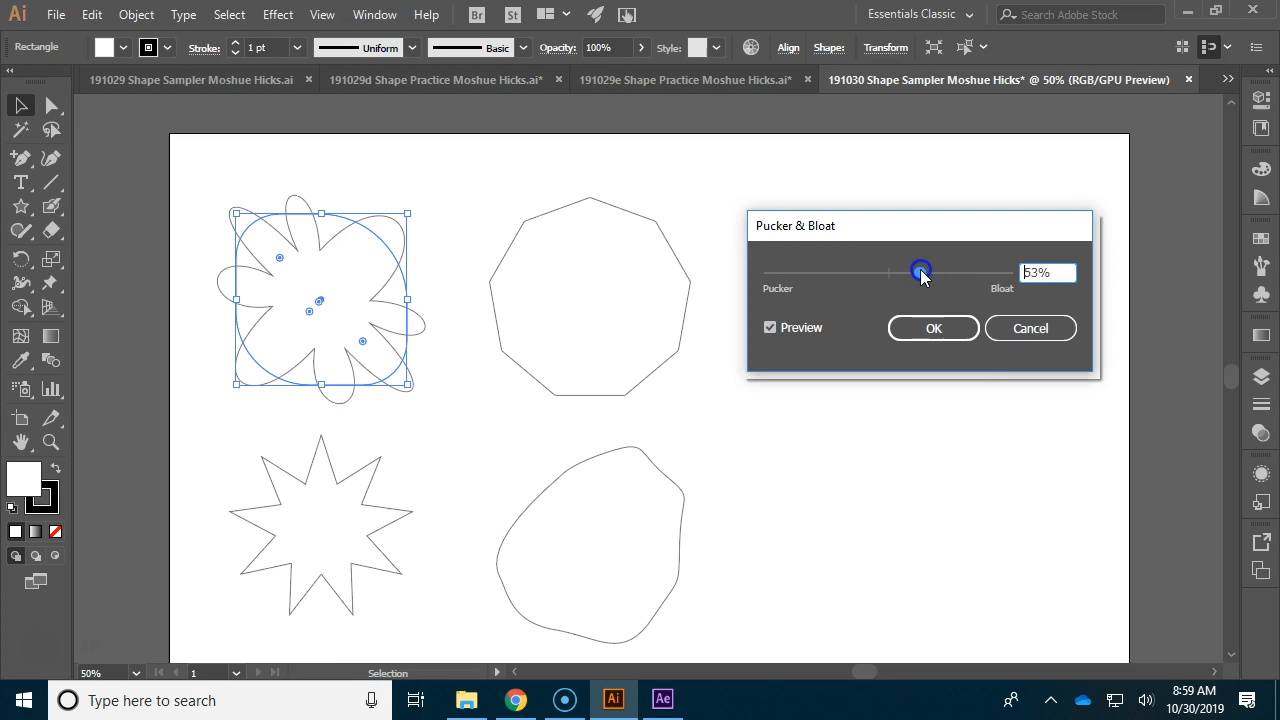 Ai File Edit Object Type Select Effect View Window Help Br St Essentials Classic Search Adobe Stock
Rectangle Stroke: 1 pt Uniform Basic Opacity: 100% Style: Align Shape: Transform
191029 Shape Sampler Moshue Hicks.ai × 191029d Shape Practice Moshue Hicks.ai* × 191029e Shape Practice Moshue Hicks.ai* × 191030 Shape Sampler Moshue Hicks* @ 50% (RGB/GPU Preview) ×
Pucker & Bloat
53%
Pucker Bloat
Preview OK Cancel
50% 1 Selection
Type here to search Ai Ae
8:59 AM
10/30/2019